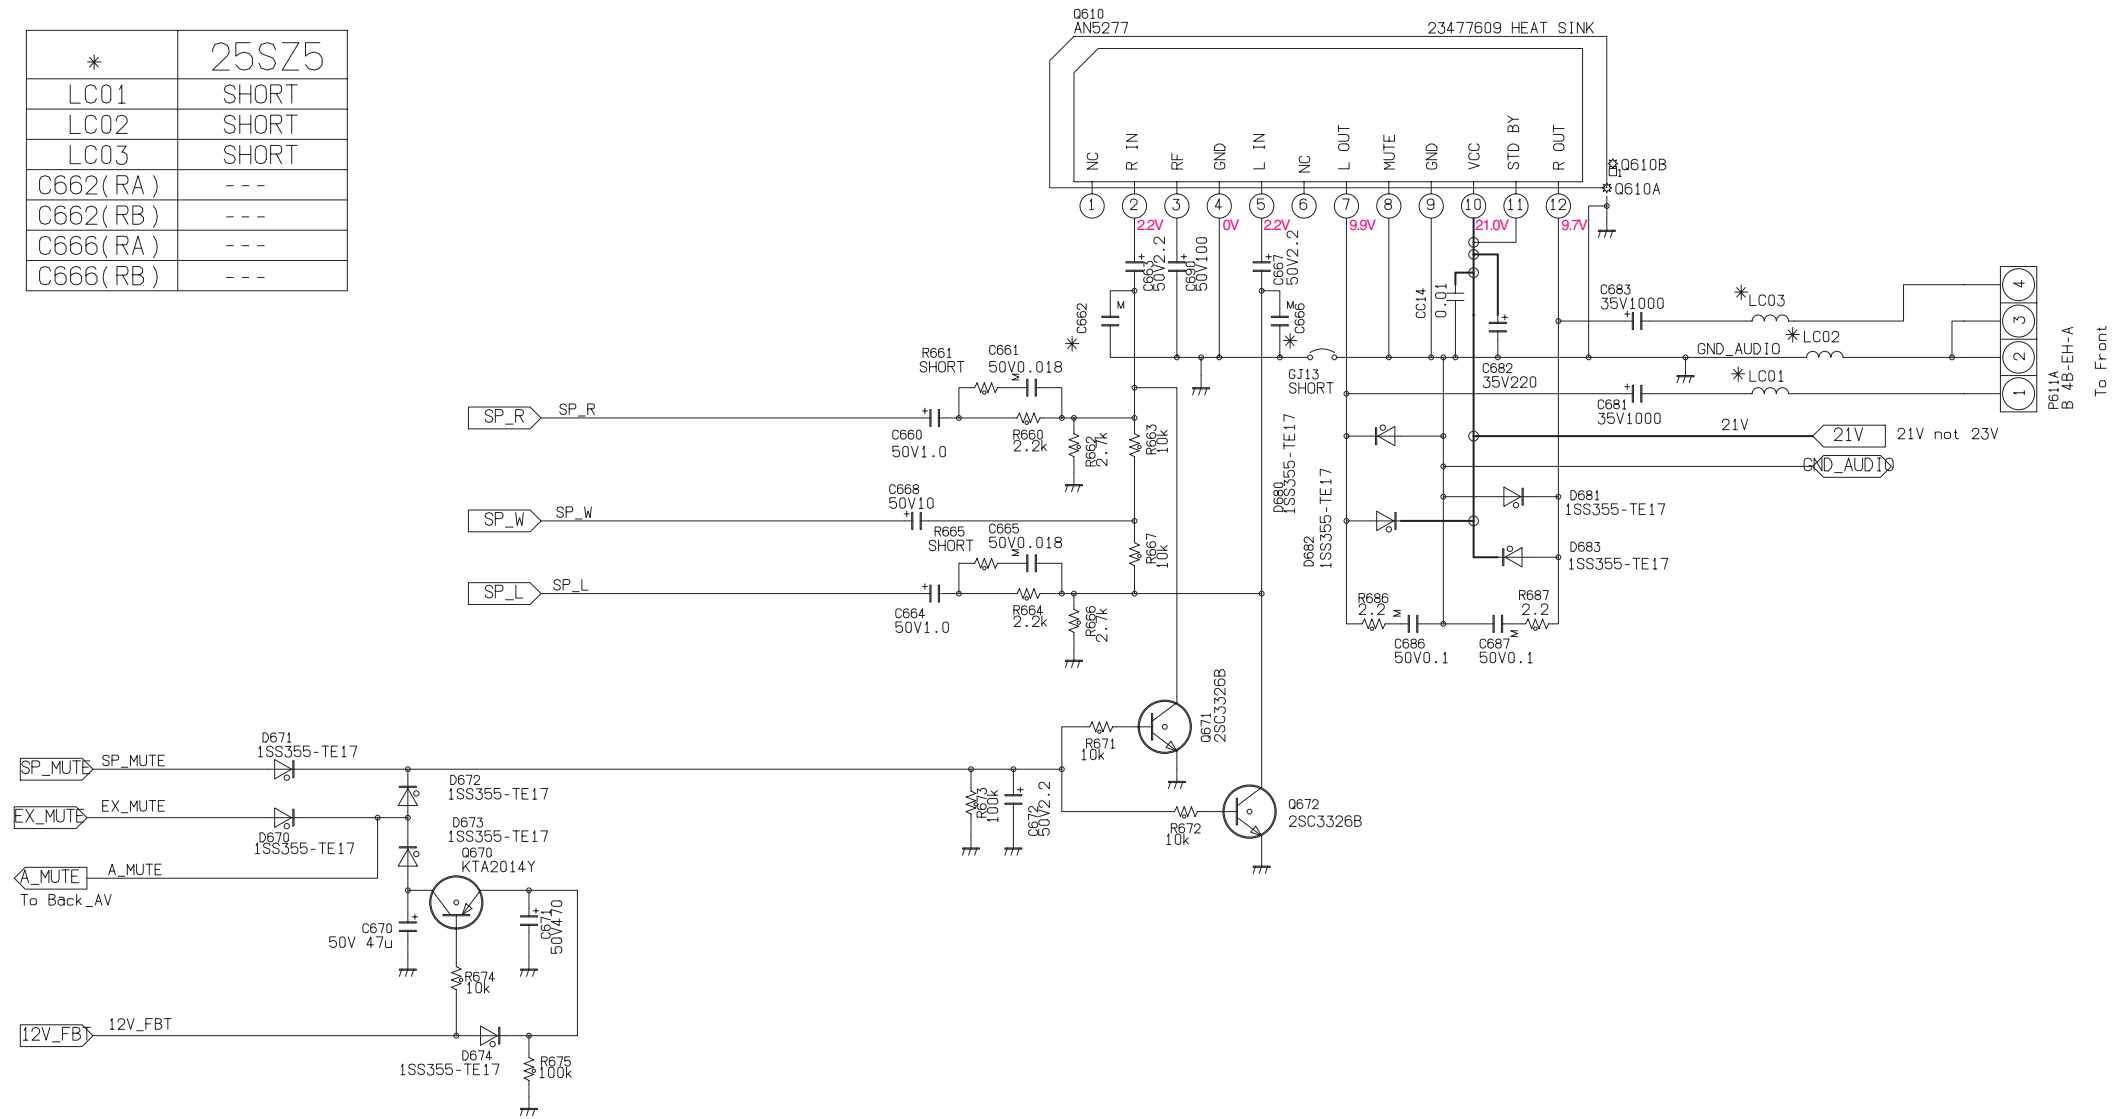 Q610
AN5277
23477609 HEAT SINK
* 25SZ5
LC01 SHORT
LC02 SHORT
LC03 SHORT
C662(RA) ---
C662(RB) ---
C666(RA) ---
C666(RB) ---
NC
R IN
RF
GND
L IN
NC
L OUT
MUTE
GND
VCC
STD BY
R OUT
Q610B
1
Q610A
1 2 3 4 5 6 7 8 9 10 11 12
2.2V 0V 2.2V 9.9V 21.0V 9.7V
C663
50V2.2
C690
50V100
C667
50V2.2
C662
*
M
C666
*
M
CC14
0.01
C682
35V220
C683
35V1000
*LC03
*LC02
GND_AUDIO
*LC01
C681
35V1000
4
3
2
1
P611A
B 4B-EH-A
To Front
GJ13
SHORT
R661
SHORT
C661
50V0.018
M
SP_R
SP_R
C660
50V1.0
R660
2.2k
R662
2.7k
R663
10k
21V
21V
21V not 23V
GND_AUDIO
D680
1SS355-TE17
D682
1SS355-TE17
D681
1SS355-TE17
D683
1SS355-TE17
C668
50V10
SP_W
SP_W
R665
SHORT
C665
50V0.018
M
R667
10k
SP_L
SP_L
C664
50V1.0
R664
2.2k
R666
2.7k
R686
2.2
M
C686
50V0.1
R687
2.2
M
C687
50V0.1
Q671
2SC3326B
R671
10k
D671
1SS355-TE17
SP_MUTE
SP_MUTE
D672
1SS355-TE17
R673
100k
C672
50V2.2
EX_MUTE
EX_MUTE
D670
1SS355-TE17
D673
1SS355-TE17
R672
10k
Q672
2SC3326B
Q670
KTA2014Y
A_MUTE
A_MUTE
To Back_AV
C670
50V 47u
C671
50V470
R674
10k
12V_FBT
12V_FBT
D674
1SS355-TE17
R675
100k